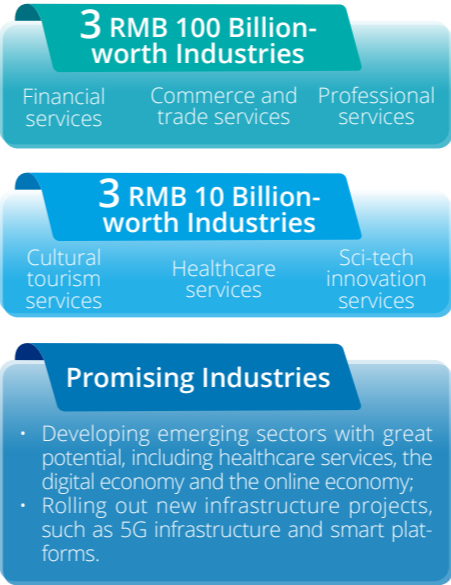 3 RMB 100 Billion-
worth Industries
Financial
services
Commerce and
trade services
Professional
services
3 RMB 10 Billion-
worth Industries
Cultural
tourism
services
Healthcare
services
Sci-tech
innovation
services
Promising Industries
• Developing emerging sectors with great
potential, including healthcare services, the
digital economy and the online economy;
• Rolling out new infrastructure projects,
such as 5G infrastructure and smart plat-
forms.